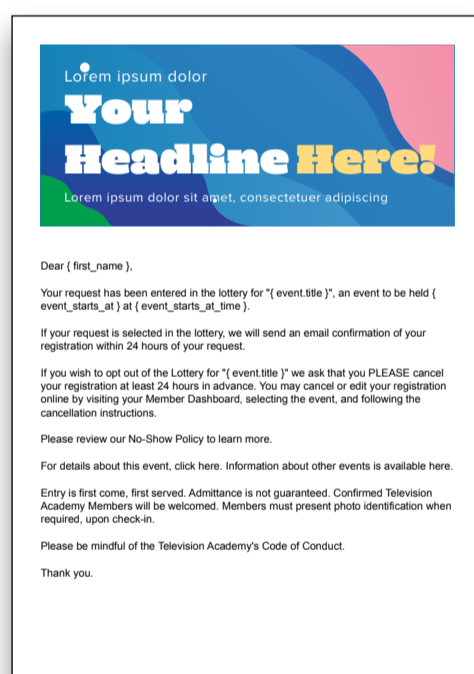 Lorem ipsum dolor
Your
Headline Here!
Lorem ipsum dolor sit amet, consectetuer adipiscing
Dear { first_name },
Your request has been entered in the lottery for "{ event.title }", an event to be held {
event_starts_at } at { event_starts_at_time }.
If your request is selected in the lottery, we will send an email confirmation of your
registration within 24 hours of your request.
If you wish to opt out of the Lottery for "{ event.title }" we ask that you PLEASE cancel
your registration at least 24 hours in advance. You may cancel or edit your registration
online by visiting your Member Dashboard, selecting the event, and following the
cancellation instructions.
Please review our No-Show Policy to learn more.
For details about this event, click here. Information about other events is available here.
Entry is first come, first served. Admittance is not guaranteed. Confirmed Television
Academy Members will be welcomed. Members must present photo identification when
required, upon check-in.
Please be mindful of the Television Academy's Code of Conduct.
Thank you.